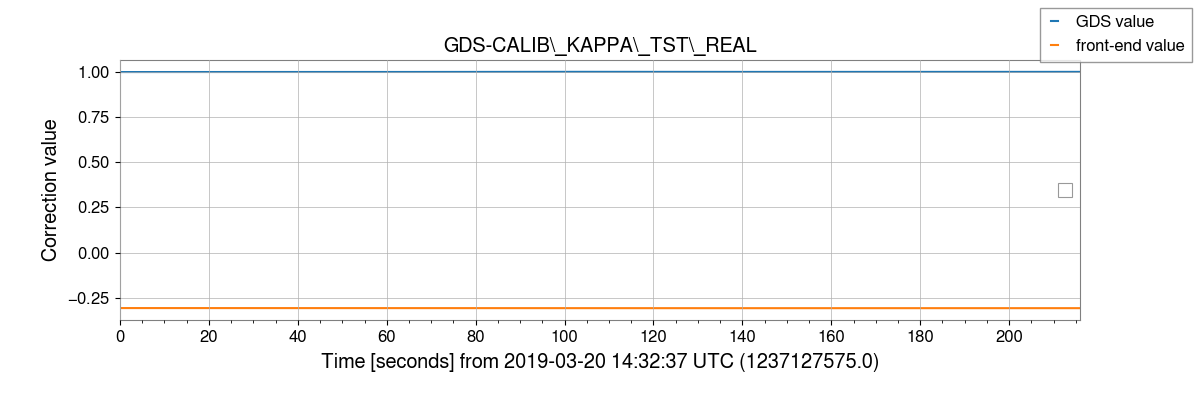 GDS value
front-end value
GDS-CALIB\_KAPPA\_TST\_REAL
Correction value
1.00
0.75
0.50
0.25
0.00
−0.25
0 20 40 60 80 100 120 140 160 180 200
Time [seconds] from 2019-03-20 14:32:37 UTC (1237127575.0)